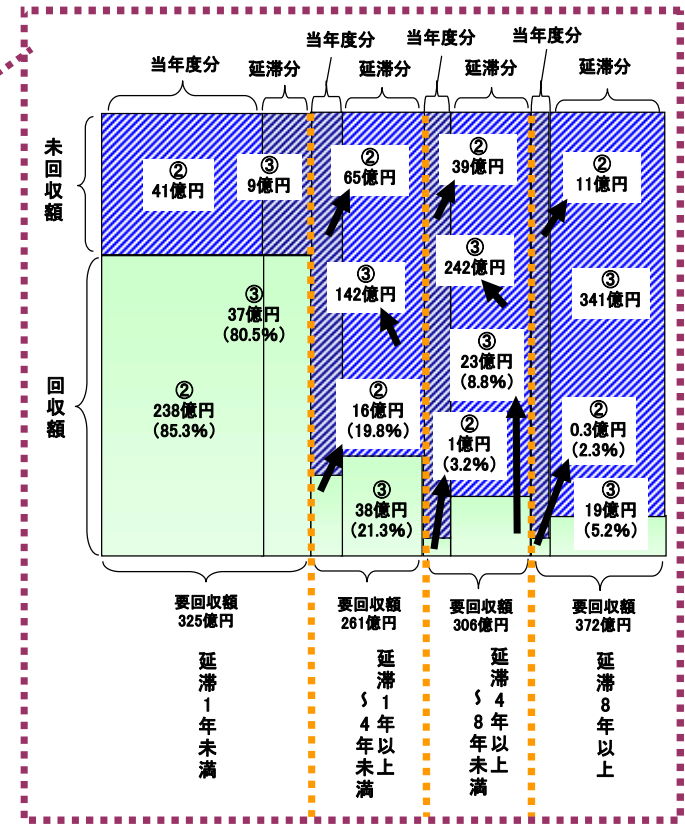 当年度分
延滞分
当年度分
延滞分
当年度分
延滞分
当年度分
延滞分
未回収額
②
41億円
③
9億円
②
65億円
②
39億円
②
11億円
③
142億円
③
242億円
③
341億円
回収額
③
37億円
(80.5%)
②
238億円
(85.3%)
②
16億円
(19.8%)
③
38億円
(21.3%)
③
23億円
(8.8%)
②
1億円
(3.2%)
②
0.3億円
(2.3%)
③
19億円
(5.2%)
要回収額
325億円
要回収額
261億円
要回収額
306億円
要回収額
372億円
延滞1年未満
延滞1年以上
~4年未満
延滞4年以上
~8年未満
延滞8年以上